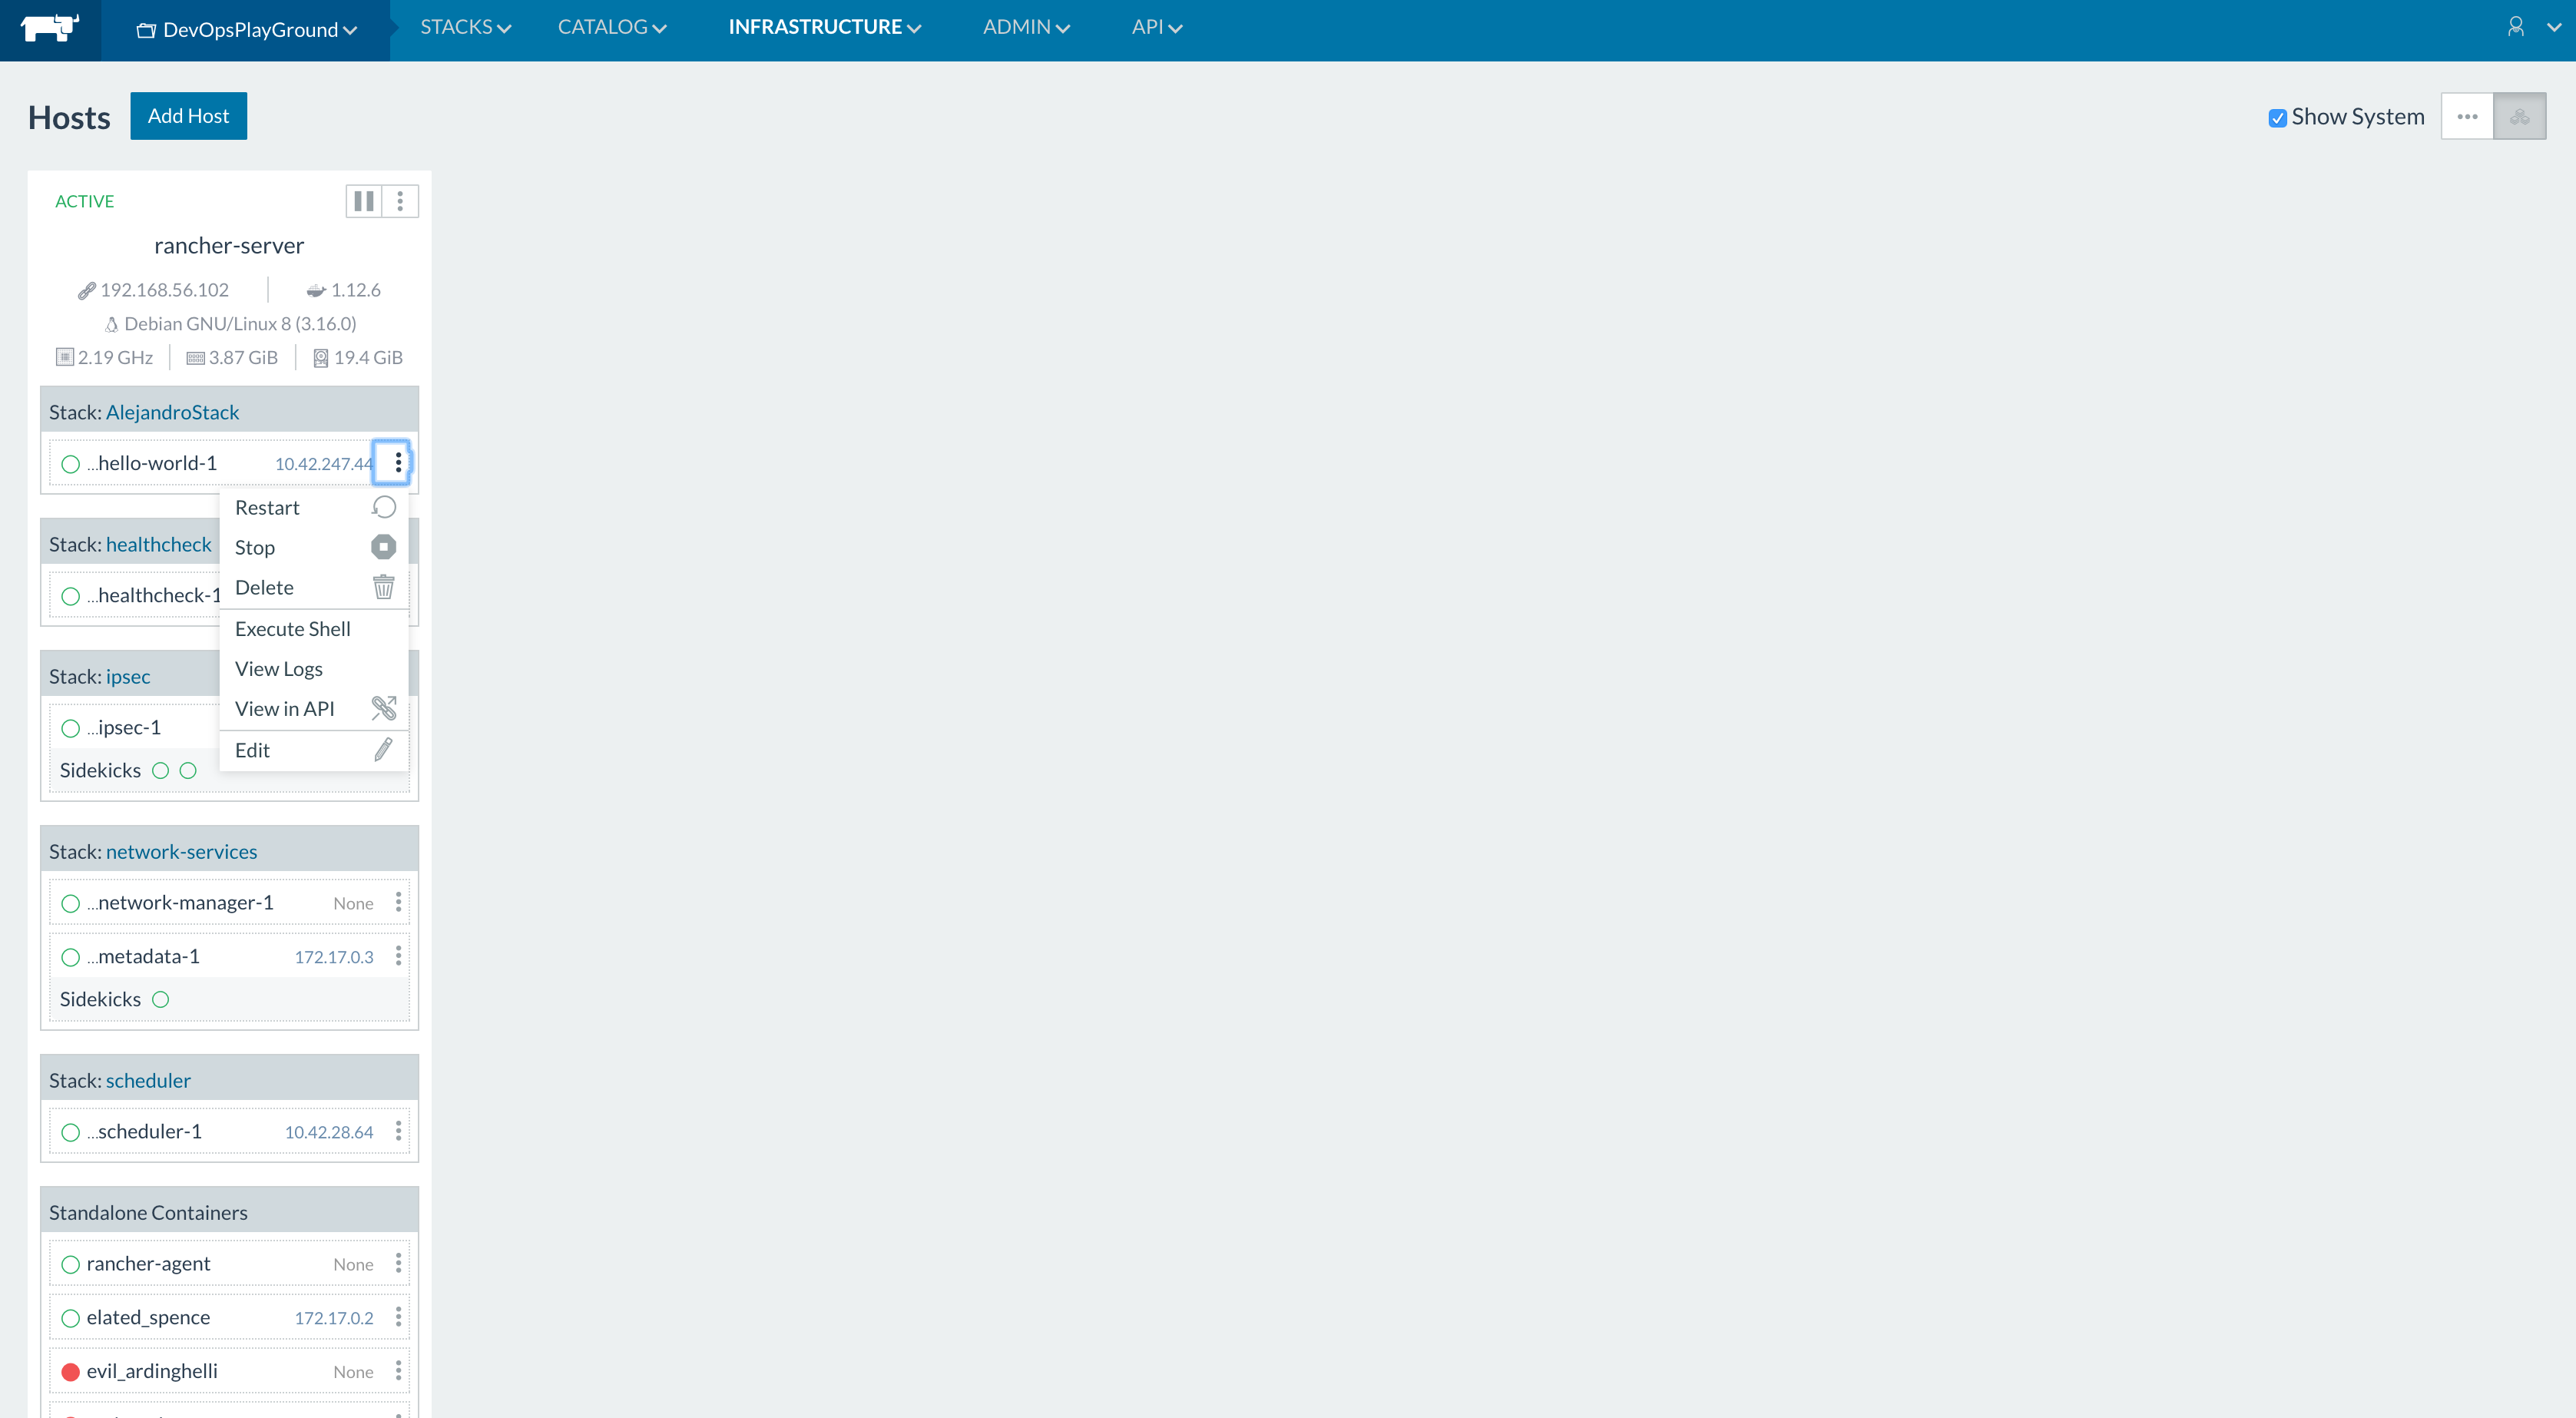 DevOpsPlayGround STACKS CATALOG INFRASTRUCTURE ADMIN API
Hosts Add Host Show System
ACTIVE
rancher-server
192.168.56.102 1.12.6
Debian GNU/Linux 8 (3.16.0)
2.19 GHz 3.87 GiB 19.4 GiB
Stack: AlejandroStack
...hello-world-1 10.42.247.44
Restart
Stop
Delete
Execute Shell
View Logs
View in API
Edit
Stack: healthcheck
...healthcheck-1
Stack: ipsec
...ipsec-1
Sidekicks
Stack: network-services
...network-manager-1 None
...metadata-1 172.17.0.3
Sidekicks
Stack: scheduler
...scheduler-1 10.42.28.64
Standalone Containers
rancher-agent None
elated_spence 172.17.0.2
evil_ardinghelli None